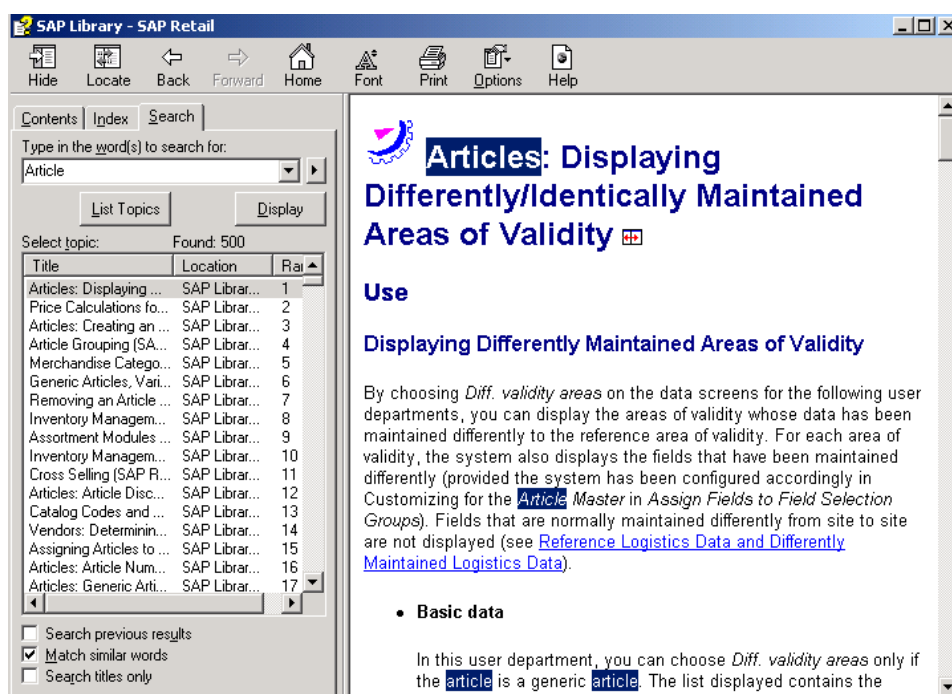 SAP Library - SAP Retail
Hide Locate Back Forward Home Font Print Options Help
Contents Index Search
Type in the word(s) to search for:
Article
List Topics Display
Select topic: Found: 500
Title Location Ra
Articles: Displaying ... SAP Librar... 1
Price Calculations fo... SAP Librar... 2
Articles: Creating an ... SAP Librar... 3
Article Grouping (SA... SAP Librar... 4
Merchandise Catego... SAP Librar... 5
Generic Articles, Vari... SAP Librar... 6
Removing an Article ... SAP Librar... 7
Inventory Managem... SAP Librar... 8
Assortment Modules ... SAP Librar... 9
Inventory Managem... SAP Librar... 10
Cross Selling (SAP R... SAP Librar... 11
Articles: Article Disc... SAP Librar... 12
Catalog Codes and ... SAP Librar... 13
Vendors: Determinin... SAP Librar... 14
Assigning Articles to ... SAP Librar... 15
Articles: Article Num... SAP Librar... 16
Articles: Generic Arti... SAP Librar... 17
Search previous results
Match similar words
Search titles only
Articles: Displaying
Differently/Identically Maintained
Areas of Validity
Use
Displaying Differently Maintained Areas of Validity
By choosing Diff. validity areas on the data screens for the following user
departments, you can display the areas of validity whose data has been
maintained differently to the reference area of validity. For each area of
validity, the system also displays the fields that have been maintained
differently (provided the system has been configured accordingly in
Customizing for the Article Master in Assign Fields to Field Selection
Groups). Fields that are normally maintained differently from site to site
are not displayed (see Reference Logistics Data and Differently
Maintained Logistics Data).
• Basic data
In this user department, you can choose Diff. validity areas only if
the article is a generic article. The list displayed contains the